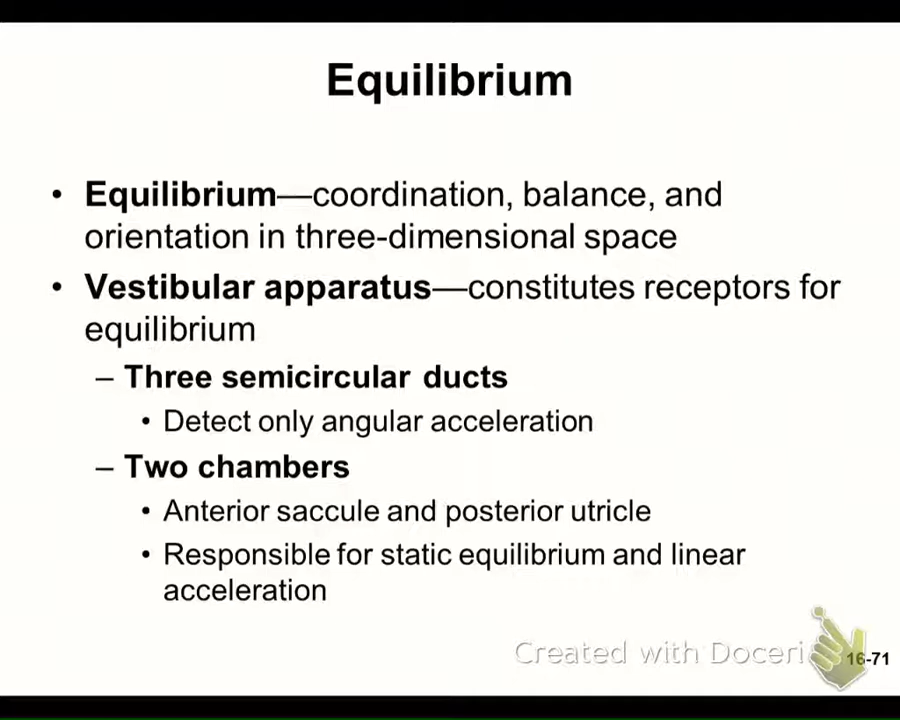 Equilibrium
• Equilibrium—coordination, balance, and
orientation in three-dimensional space
• Vestibular apparatus—constitutes receptors for
equilibrium
– Three semicircular ducts
• Detect only angular acceleration
– Two chambers
• Anterior saccule and posterior utricle
• Responsible for static equilibrium and linear
acceleration
Created with Doceri
16-71